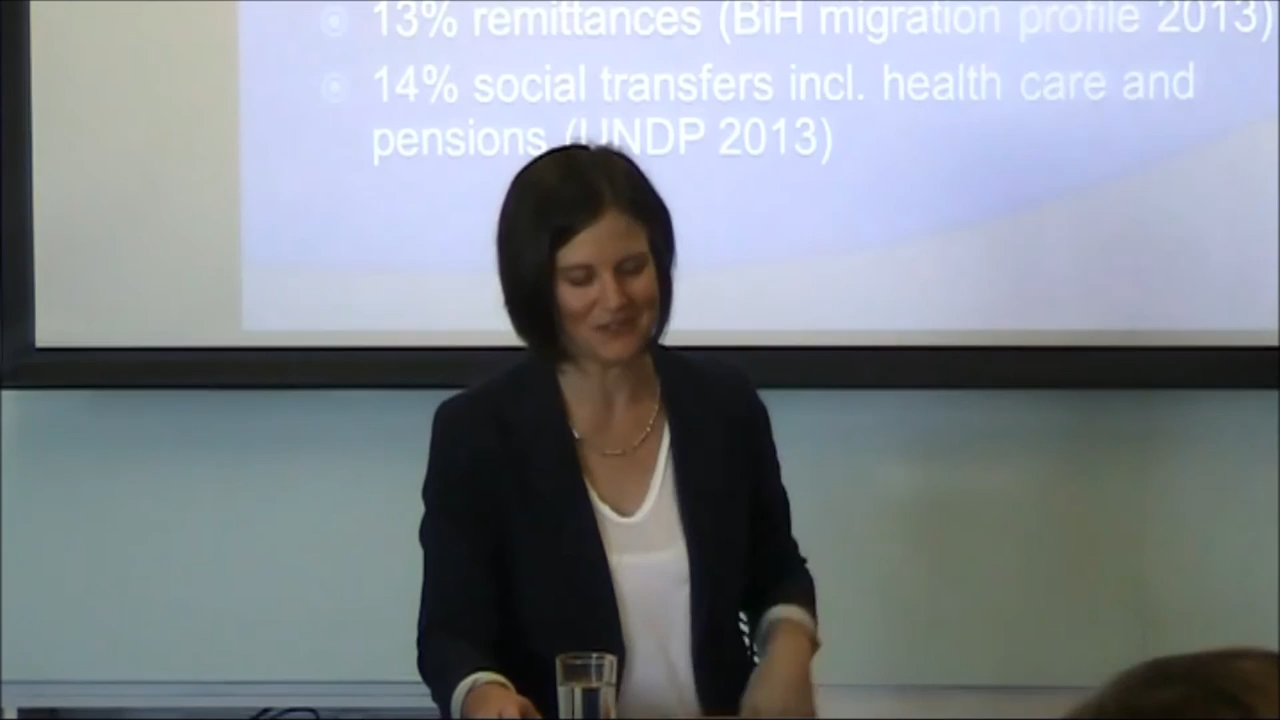 13% remittances (BiH migration profile 2013)
14% social transfers incl. health care and
pensions (UNDP 2013)